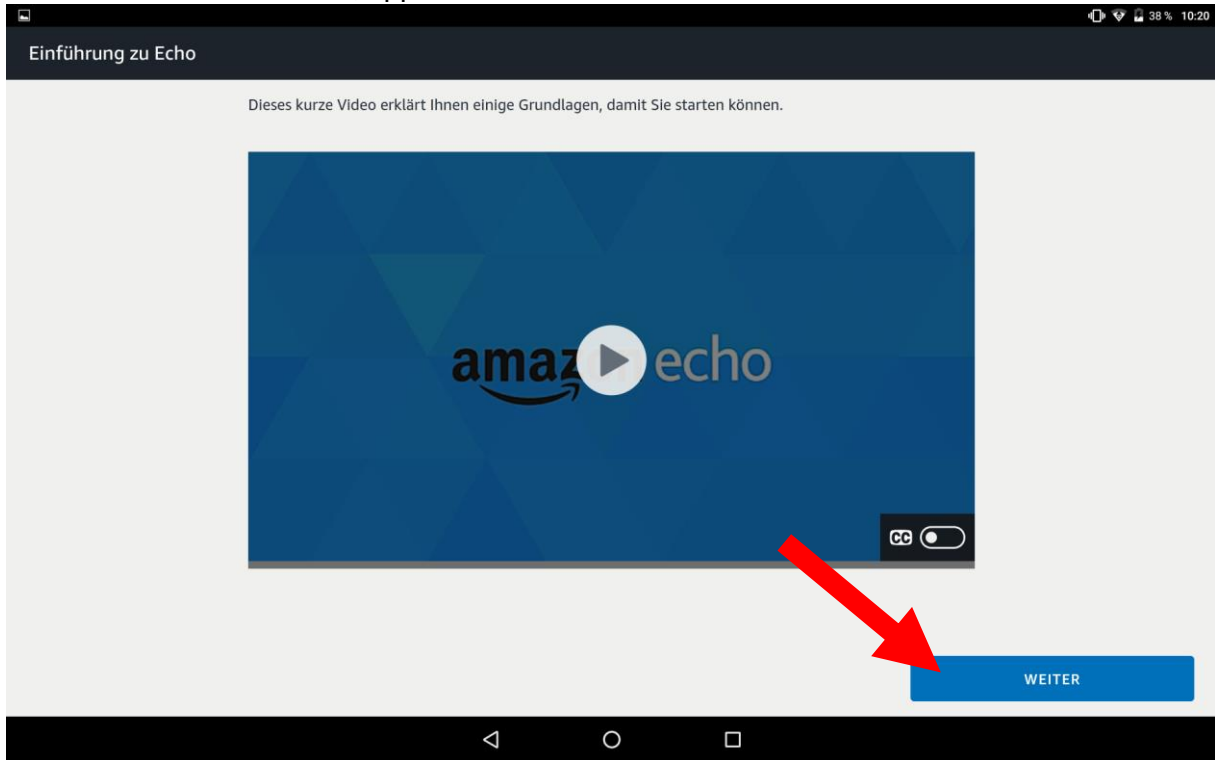 38 % 10:20
Einführung zu Echo
Dieses kurze Video erklärt Ihnen einige Grundlagen, damit Sie starten können.
amaz echo
CC
WEITER